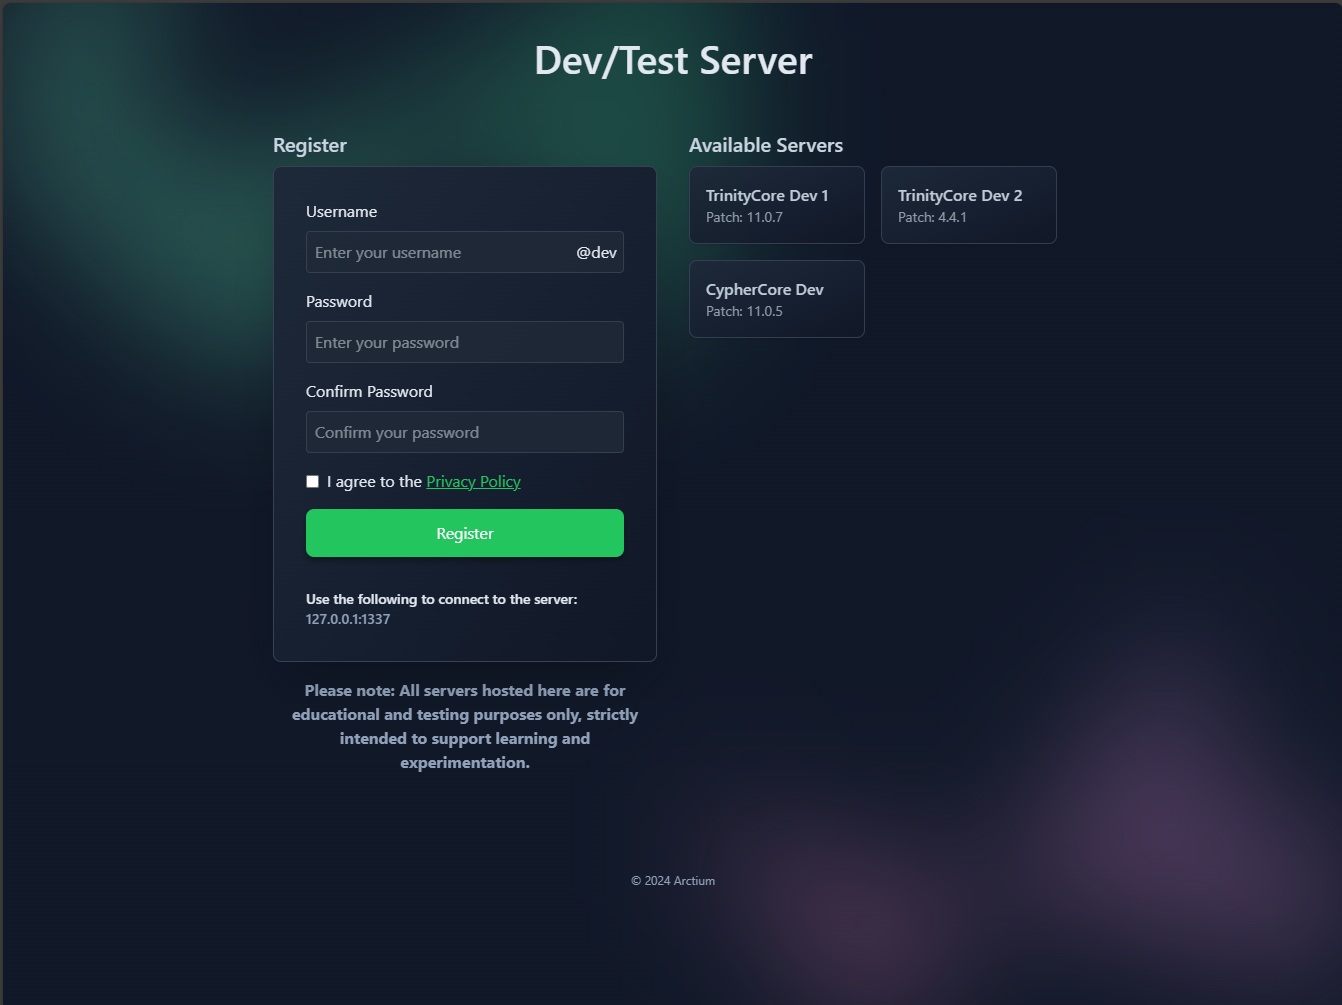 Dev/Test Server
Register
Username
Enter your username @dev
Password
Enter your password
Confirm Password
Confirm your password
I agree to the Privacy Policy
Register
Use the following to connect to the server:
127.0.0.1:1337
Please note: All servers hosted here are for
educational and testing purposes only, strictly
intended to support learning and
experimentation.
Available Servers
TrinityCore Dev 1
Patch: 11.0.7
TrinityCore Dev 2
Patch: 4.4.1
CypherCore Dev
Patch: 11.0.5
© 2024 Arctium